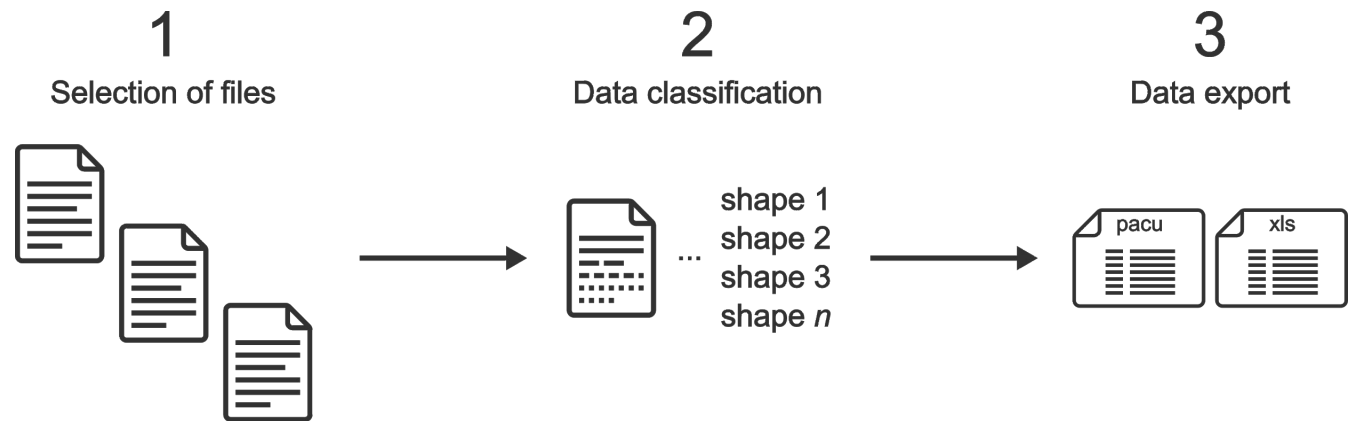 1
Selection of files
2
Data classification
... shape 1
shape 2
shape 3
shape n
3
Data export
pacu
xls